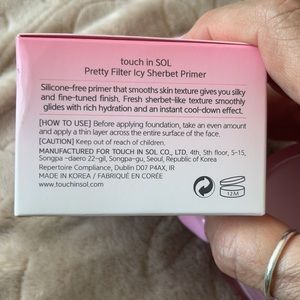 touch in SOL
Pretty Filter Icy Sherbet Primer
Silicone-free primer that smooths skin texture gives you silky
and fine-tuned finish. Fresh sherbet-like texture smoothly
glides with rich hydration and an instant cool-down effect.
[HOW TO USE] Before applying foundation, take an even amount
and apply a thin layer across the entire surface of the face.
[CAUTION] Keep out of reach of children.
MANUFACTURED FOR TOUCH IN SOL CO., LTD. 4th, 5th floor, 5-15,
Songpa -daero 22-gil, Songpa-gu, Seoul, Republic of Korea
Repertoire Compliance, Dublin D07 P4AX, IR
MADE IN KOREA / FABRIQUÉ EN CORÉE
www.touchinsol.com
12M